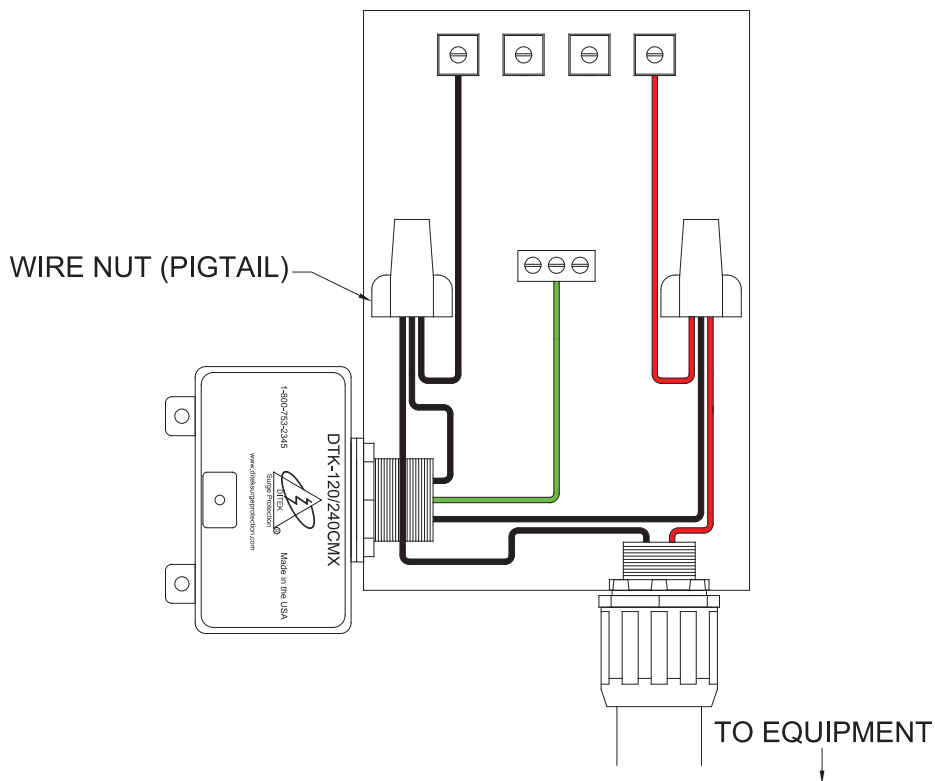 WIRE NUT (PIGTAIL)
1-800-753-2345
www.diteksurgeprotection.com
DITEK
Surge Protection
DTK-120/240CMX
Made in the USA
TO EQUIPMENT